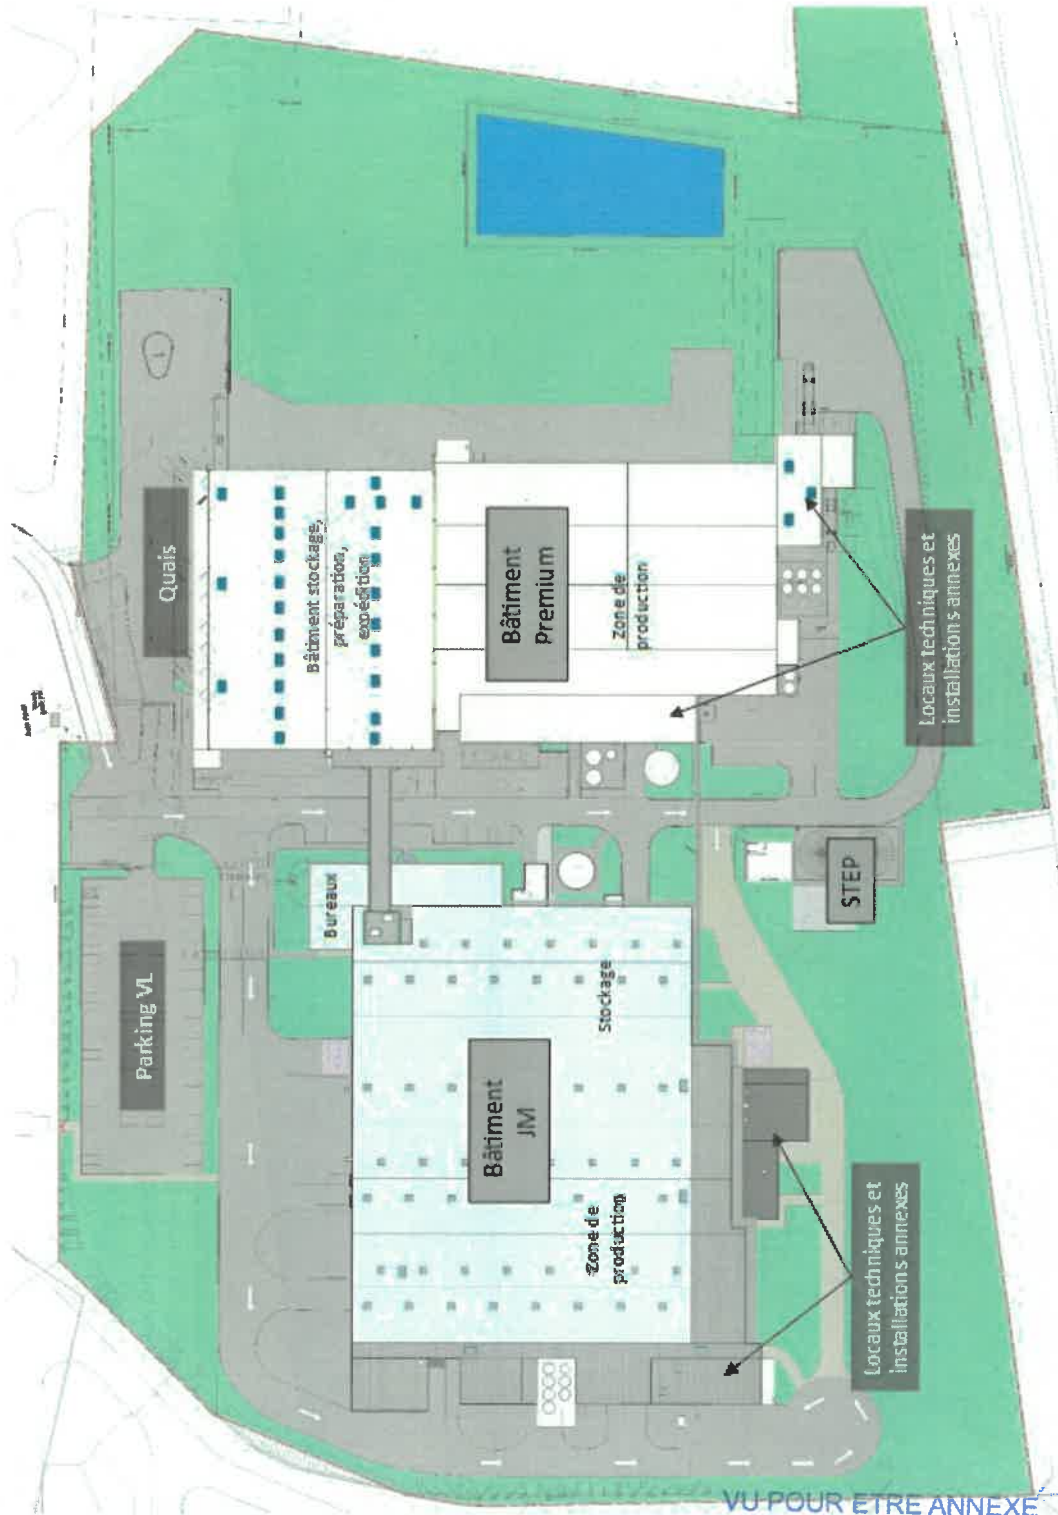 Quais
Bâtiment stockage,
préparation,
expédition
Bâtiment
Premium
Zone de
production
Locaux techniques et
installations annexes
Parking VL
Bureaux
STEP
Stockage
Bâtiment
JM
Zone de
production
Locaux techniques et
installations annexes
VU POUR ETRE ANNEXÉ